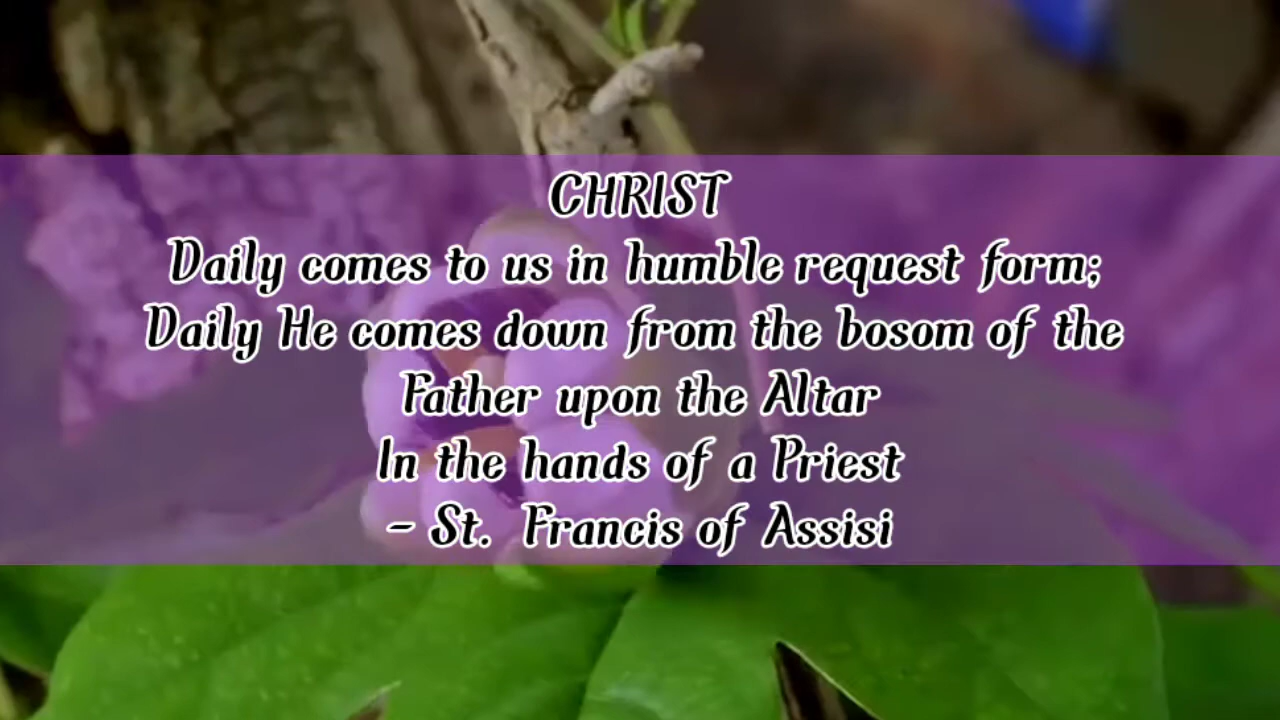 CHRIST
Daily comes to us in humble request form;
Daily He comes down from the bosom of the
Father upon the Altar
In the hands of a Priest
- St. Francis of Assisi